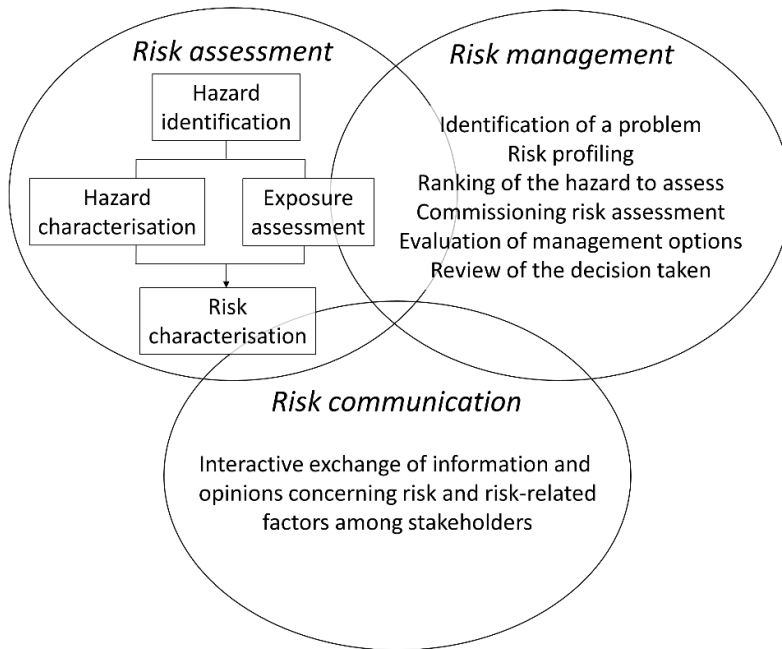 Risk assessment
Hazard
identification
Hazard
characterisation
Exposure
assessment
Risk
characterisation
Risk management
Identification of a problem
Risk profiling
Ranking of the hazard to assess
Commissioning risk assessment
Evaluation of management options
Review of the decision taken
Risk communication
Interactive exchange of information and
opinions concerning risk and risk-related
factors among stakeholders